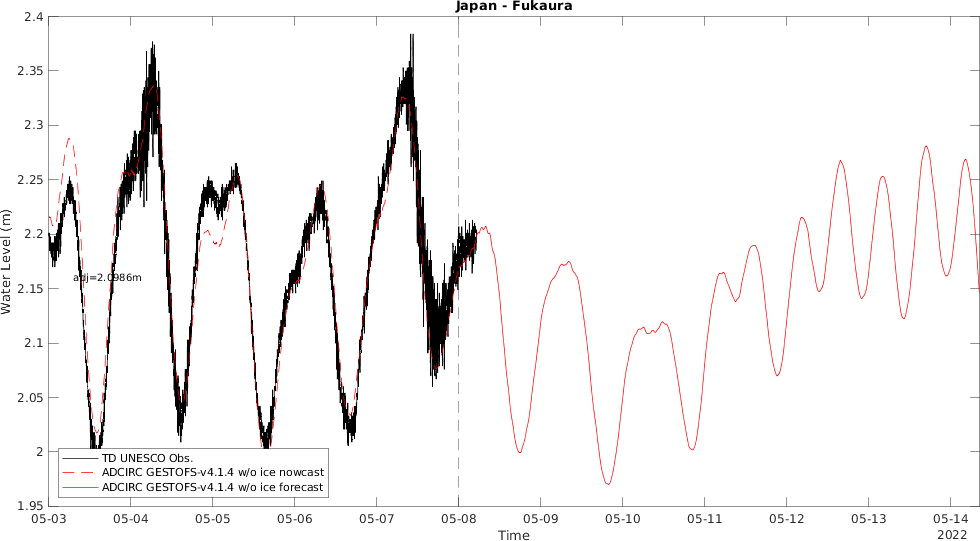 Japan - Fukaura
2.4
2.35
2.3
2.25
2.2
2.15
2.1
2.05
2
1.95
Water Level (m)
adj=2.0986m
TD UNESCO Obs.
ADCIRC GESTOFS-v4.1.4 w/o ice nowcast
ADCIRC GESTOFS-v4.1.4 w/o ice forecast
05-03 05-04 05-05 05-06 05-07 05-08 05-09 05-10 05-11 05-12 05-13 05-14
Time
2022